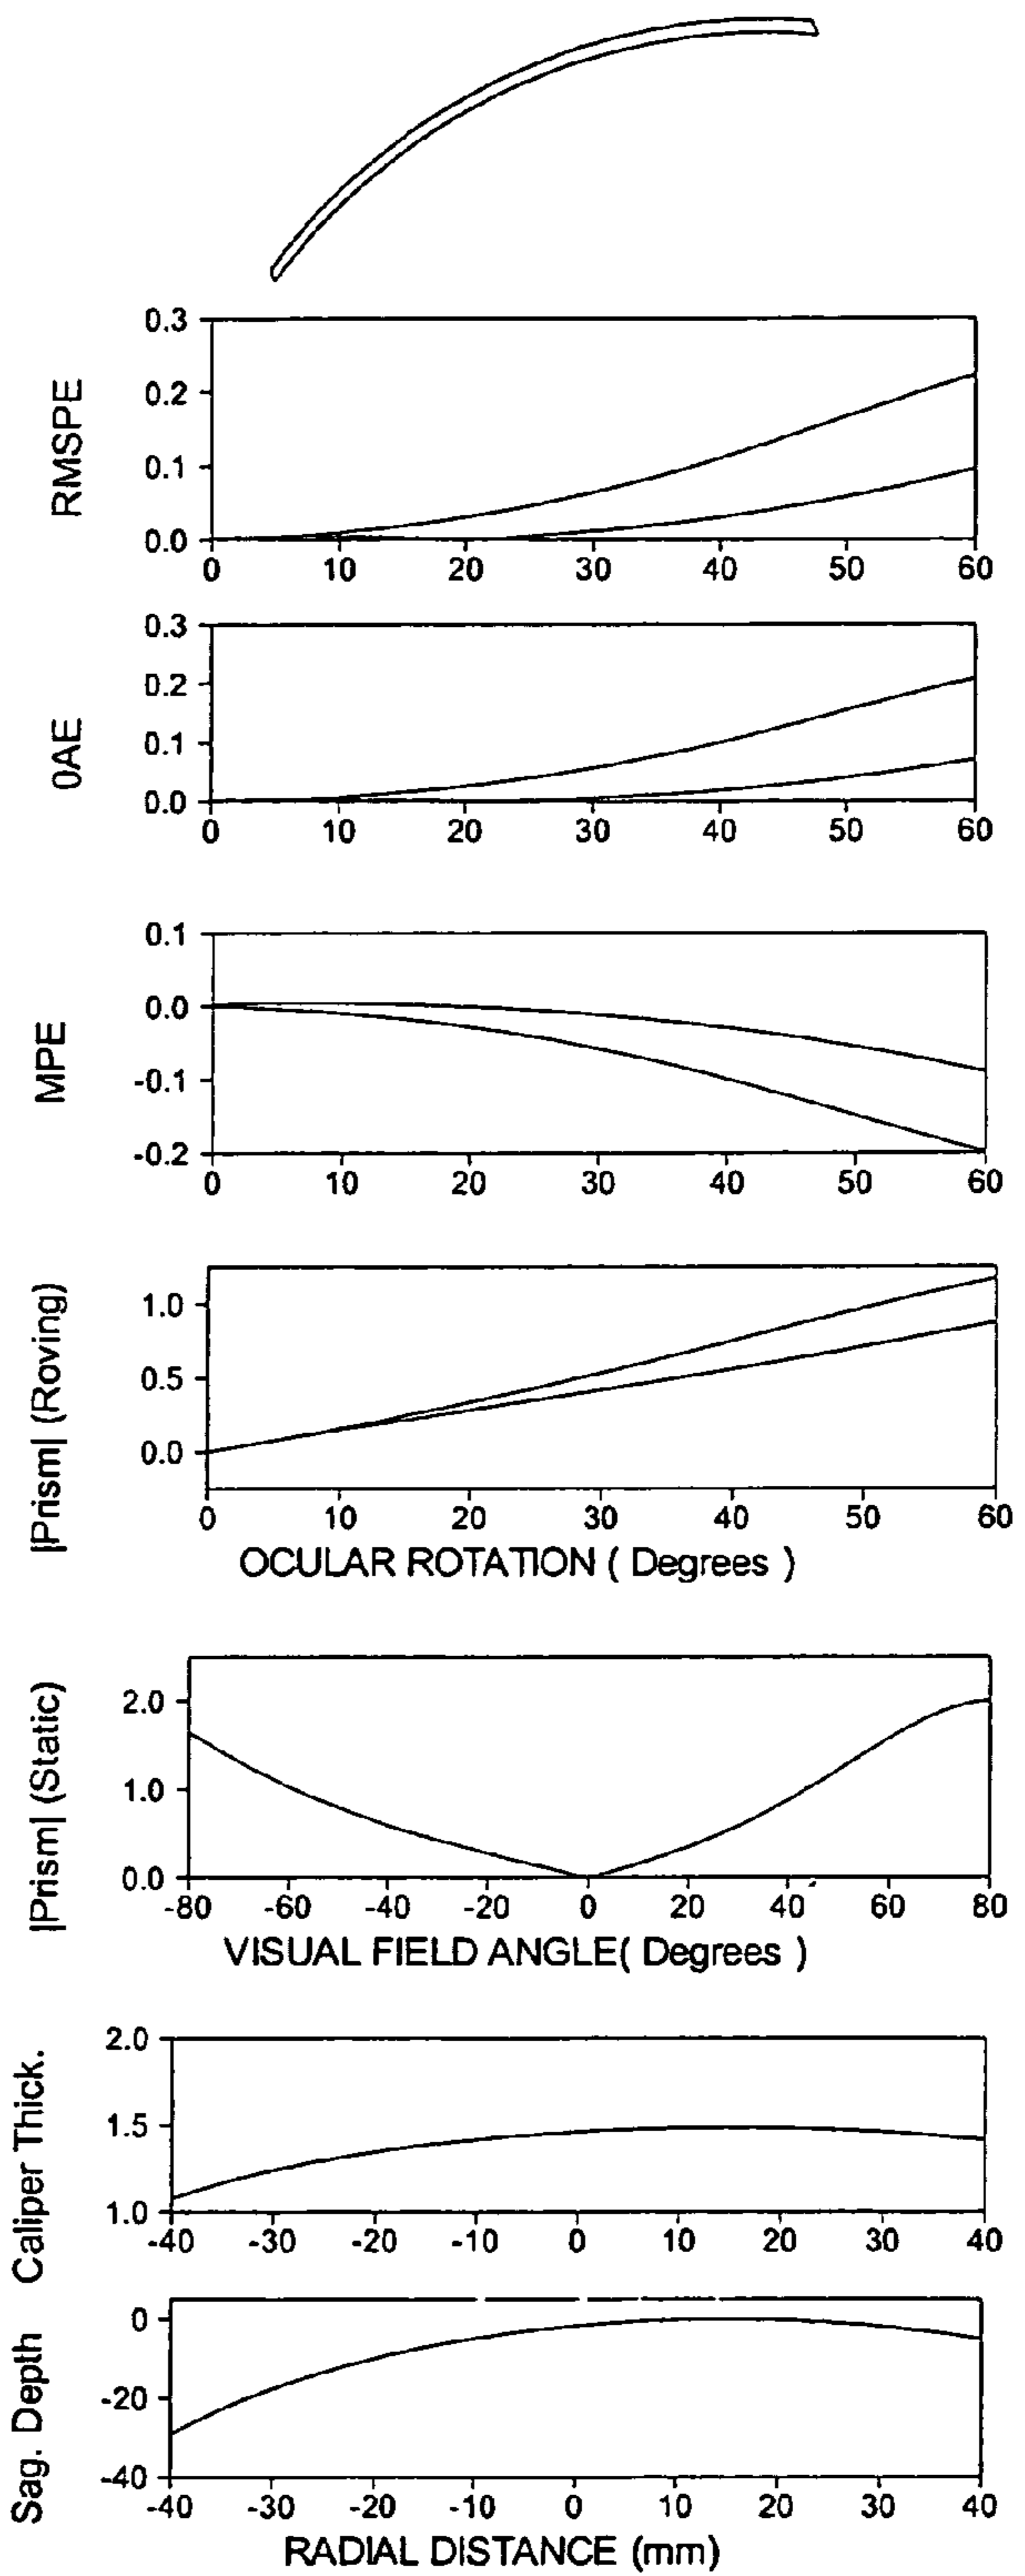 RMSPE
0.3
0.2
0.1
0.0
0 10 20 30 40 50 60
0AE
0.3
0.2
0.1
0.0
0 10 20 30 40 50 60
MPE
0.1
0.0
-0.1
-0.2
0 10 20 30 40 50 60
|Prism| (Roving)
1.0
0.5
0.0
0 10 20 30 40 50 60
OCULAR ROTATION ( Degrees )
|Prism| (Static)
2.0
1.0
0.0
-80 -60 -40 -20 0 20 40 60 80
VISUAL FIELD ANGLE( Degrees )
Caliper Thick.
2.0
1.5
1.0
-40 -30 -20 -10 0 10 20 30 40
Sag. Depth
0
-20
-40
-40 -30 -20 -10 0 10 20 30 40
RADIAL DISTANCE (mm)